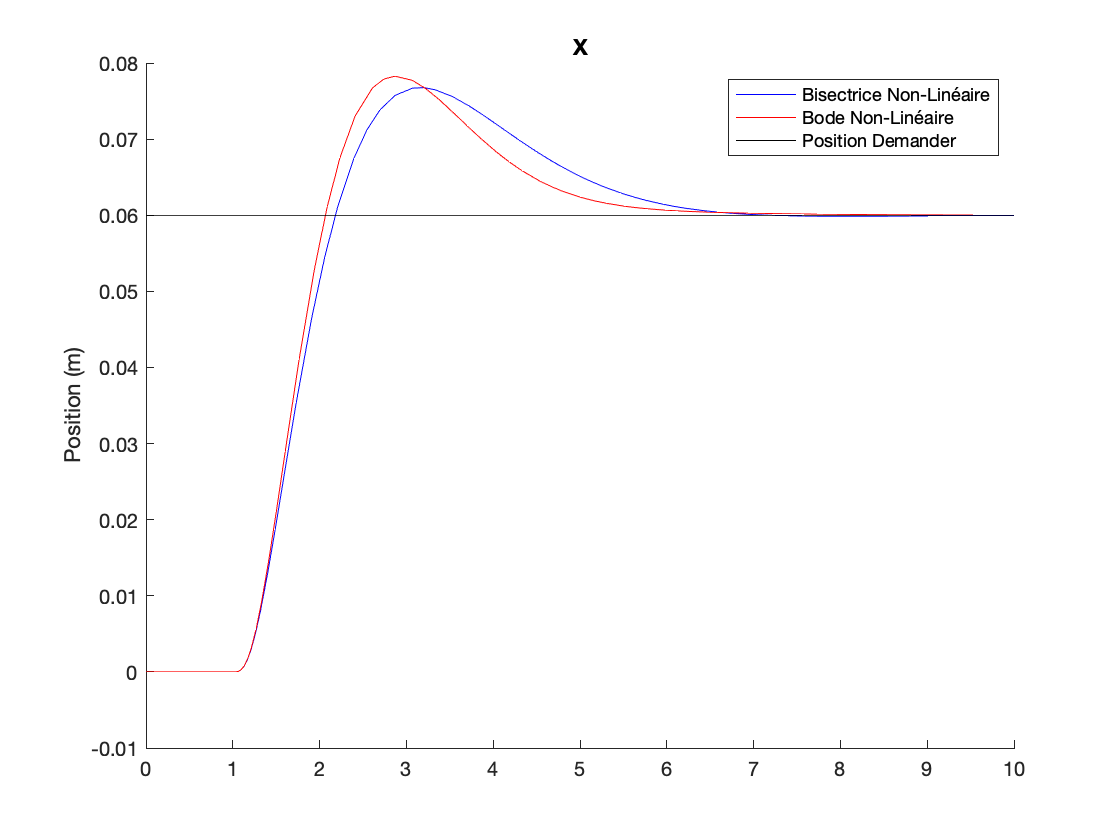 x
0.08
Bisectrice Non-Linéaire
Bode Non-Linéaire
Position Demander
0.07
0.06
0.05
0.04
Position (m)
0.03
0.02
0.01
0
-0.01
0 1 2 3 4 5 6 7 8 9 10